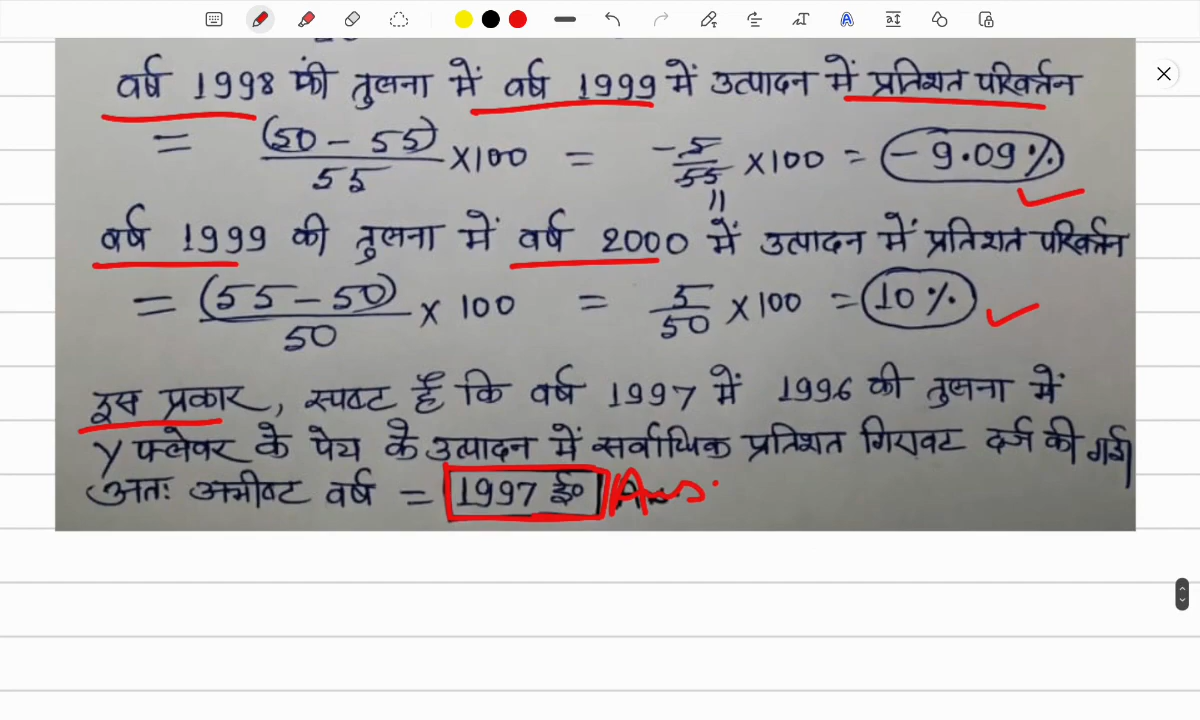 वर्ष 1998 की तुलना में वर्ष 1999 में उत्पादन में प्रतिशत परिवर्तन
= (50 - 55)/55 ×100 = -5/55 ×100 = -9.09%
वर्ष 1999 की तुलना में वर्ष 2000 में उत्पादन में प्रतिशत परिवर्तन
= (55-50)/50 × 100 = 5/50 × 100 = 10%
इस प्रकार, स्पष्ट है कि वर्ष 1997 में 1996 की तुलना में
Y फ्लेवर के पेय के उत्पादन में सर्वाधिक प्रतिशत गिरावट दर्ज की गई।
अतः अभीष्ट वर्ष = 1997 ई० Ans.